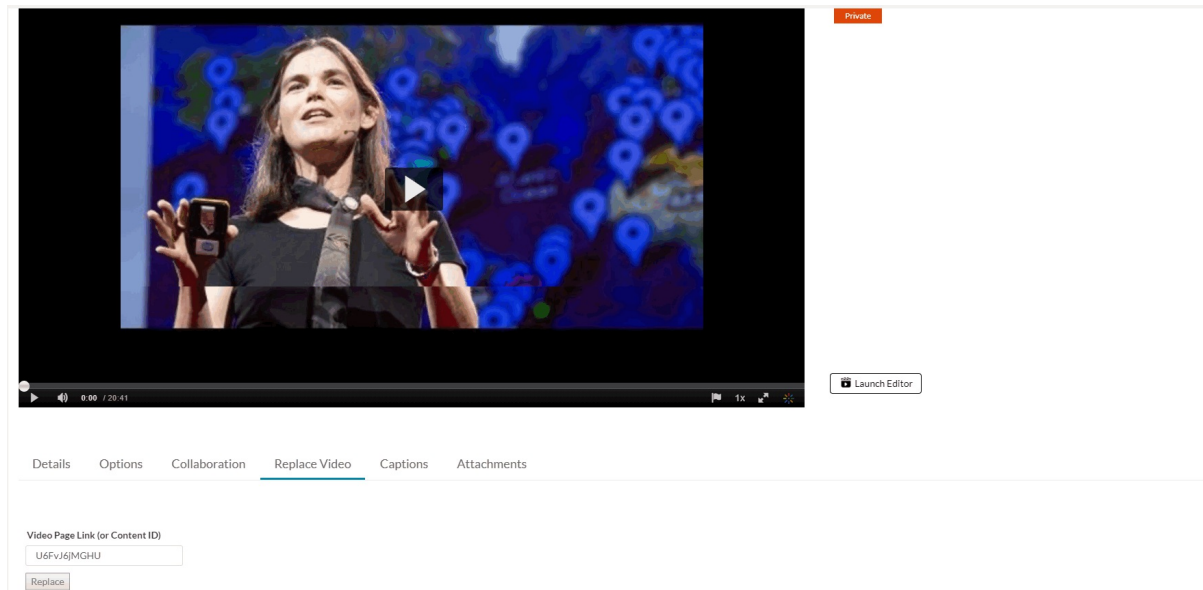 Private
Launch Editor
0:00 / 20:41
1x
Details Options Collaboration Replace Video Captions Attachments
Video Page Link (or Content ID)
U6FvJ6jMGHU
Replace